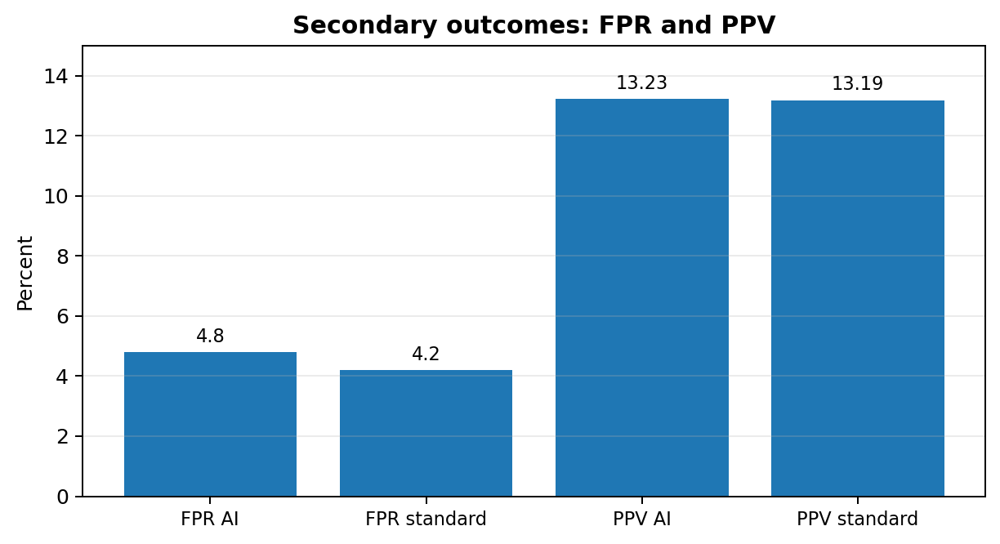 Secondary outcomes: FPR and PPV
Percent
14
12
10
8
6
4
2
0
4.8
4.2
13.23
13.19
FPR AI
FPR standard
PPV AI
PPV standard